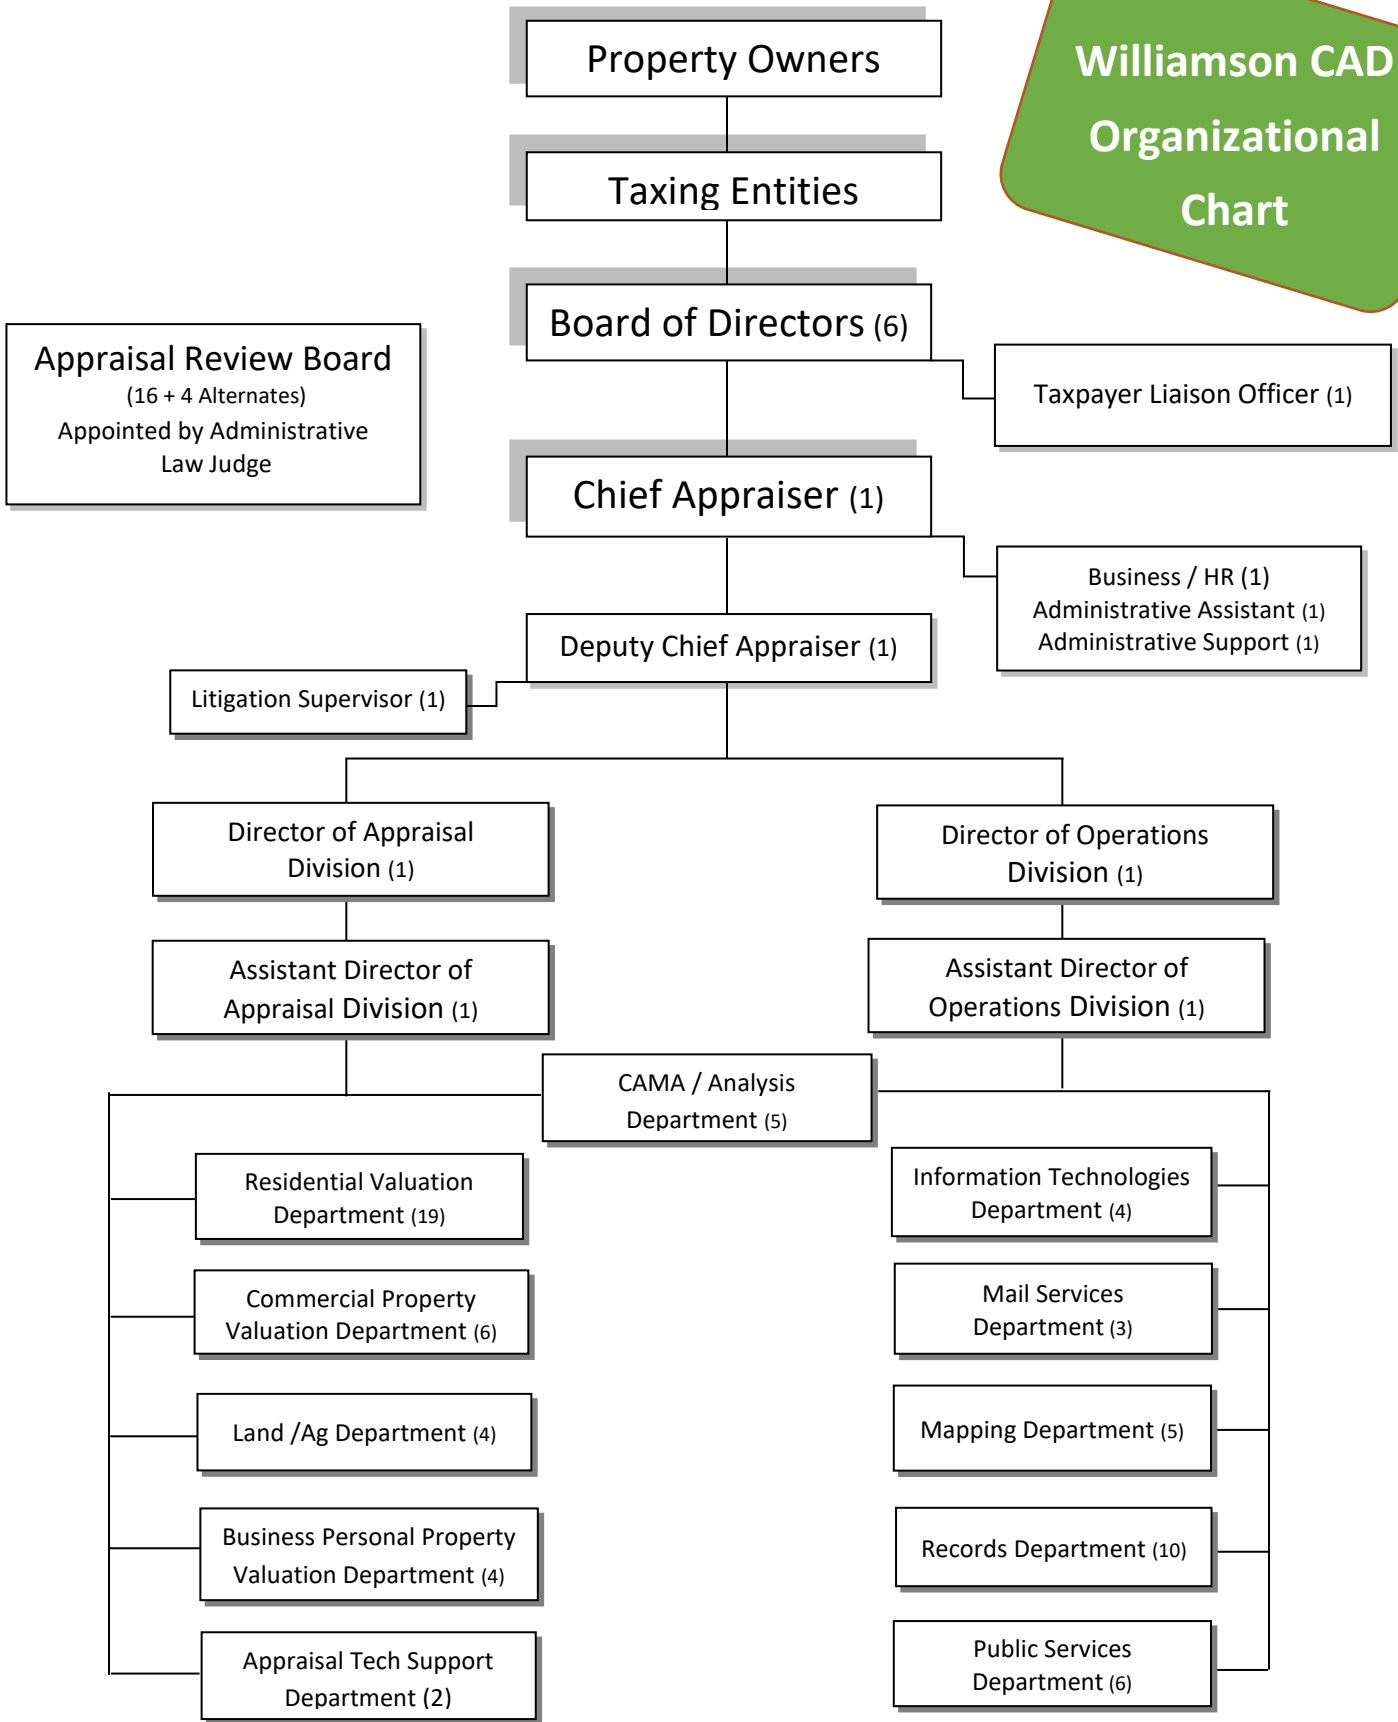 Williamson CAD
Organizational
Chart
Property Owners
Taxing Entities
Board of Directors (6)
Appraisal Review Board
(16 + 4 Alternates)
Appointed by Administrative
Law Judge
Taxpayer Liaison Officer (1)
Chief Appraiser (1)
Business / HR (1)
Administrative Assistant (1)
Administrative Support (1)
Deputy Chief Appraiser (1)
Litigation Supervisor (1)
Director of Appraisal
Division (1)
Director of Operations
Division (1)
Assistant Director of
Appraisal Division (1)
Assistant Director of
Operations Division (1)
CAMA / Analysis
Department (5)
Residential Valuation
Department (19)
Commercial Property
Valuation Department (6)
Land /Ag Department (4)
Business Personal Property
Valuation Department (4)
Appraisal Tech Support
Department (2)
Information Technologies
Department (4)
Mail Services
Department (3)
Mapping Department (5)
Records Department (10)
Public Services
Department (6)